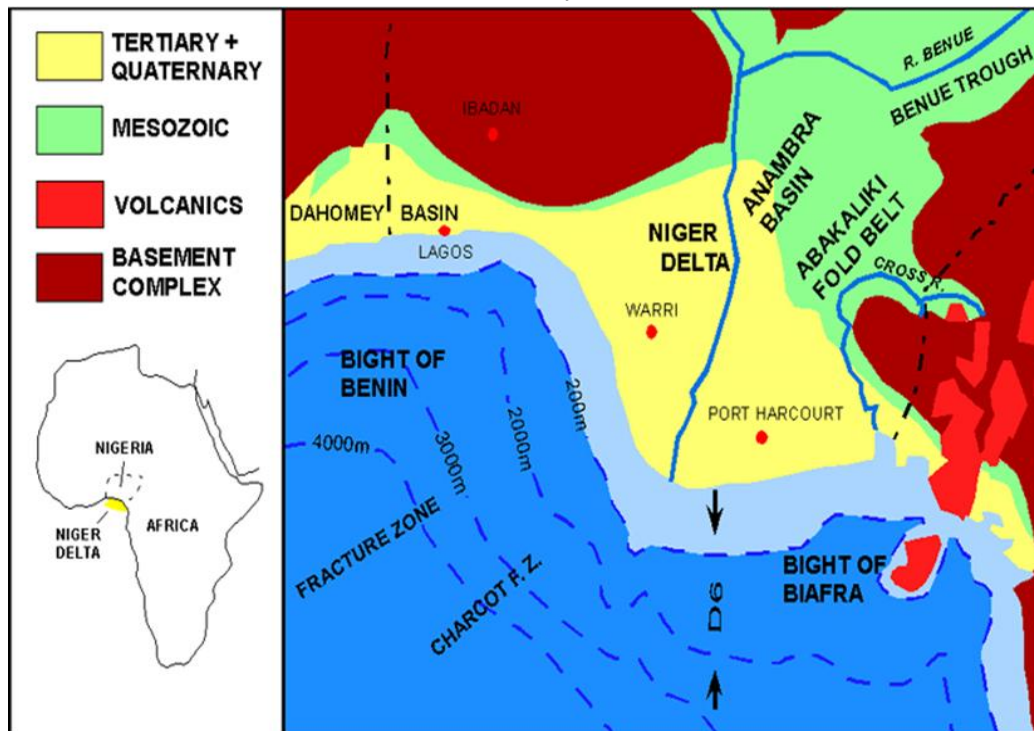 TERTIARY +
QUATERNARY
MESOZOIC
VOLCANICS
BASEMENT
COMPLEX
NIGERIA
NIGER
DELTA
AFRICA
R. BENUE
BENUE TROUGH
IBADAN
ANAMBRA
BASIN
DAHOMEY BASIN
LAGOS
NIGER
DELTA
ABAKALIKI
FOLD BELT
CROSS R.
WARRI
BIGHT OF
BENIN
PORT HARCOURT
200m
2000m
3000m
4000m
FRACTURE ZONE
CHARCOT F. Z.
D6
BIGHT OF
BIAFRA